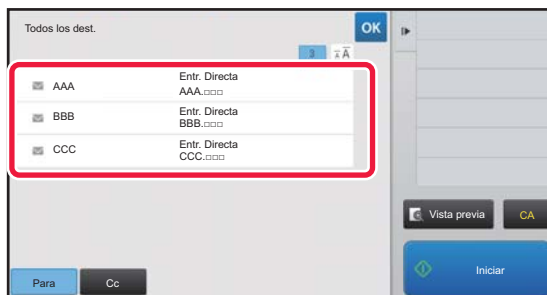 Todos los dest.
OK
3
AAA
Entr. Directa
AAA.□□□
BBB
Entr. Directa
BBB.□□□
CCC
Entr. Directa
CCC.□□□
Vista previa
CA
Para
Cc
Iniciar